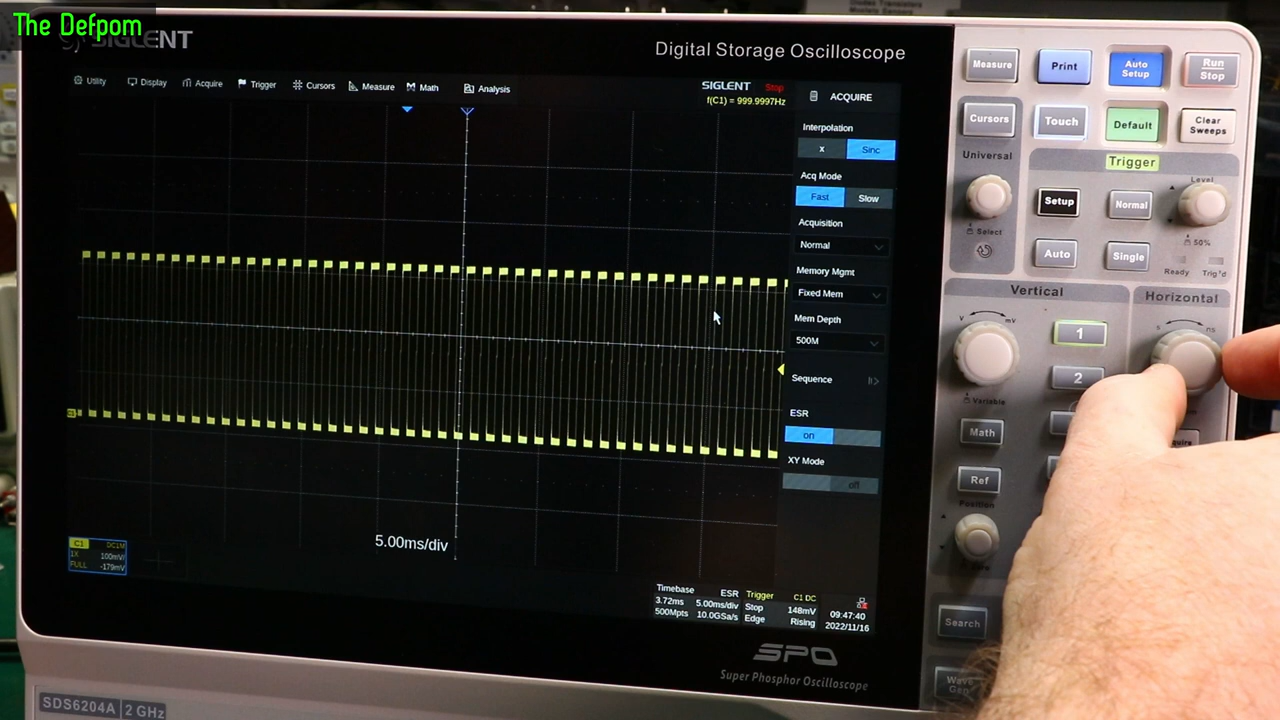 The Defpom
SIGLENT
Digital Storage Oscilloscope
Utility Display Acquire Trigger Cursors Measure Math Analysis
SIGLENT Stop
f(C1) = 999.9997Hz
ACQUIRE
Interpolation
x Sinc
Acq Mode
Fast Slow
Acquisition
Normal
Memory Mgmt
Fixed Mem
Mem Depth
500M
Sequence
ESR
on
XY Mode
off
5.00ms/div
C1 DC1M
1X 100mV/
FULL -179mV
Timebase ESR
3.72ms 5.00ms/div
500Mpts 10.0GSa/s
Trigger C1 DC
Stop 148mV
Edge Rising
09:47:40
2022/11/16
SPO
Super Phosphor Oscilloscope
SDS6204A 2 GHz
Measure
Print
Auto Setup
Run Stop
Cursors
Touch
Default
Clear Sweeps
Universal
Select
Trigger
Setup
Normal
Level
50%
Auto
Single
Ready Trig'd
Vertical
V mV
Variable
1
2
Horizontal
s ns
Math
Ref
Position
Search
Wave Gen